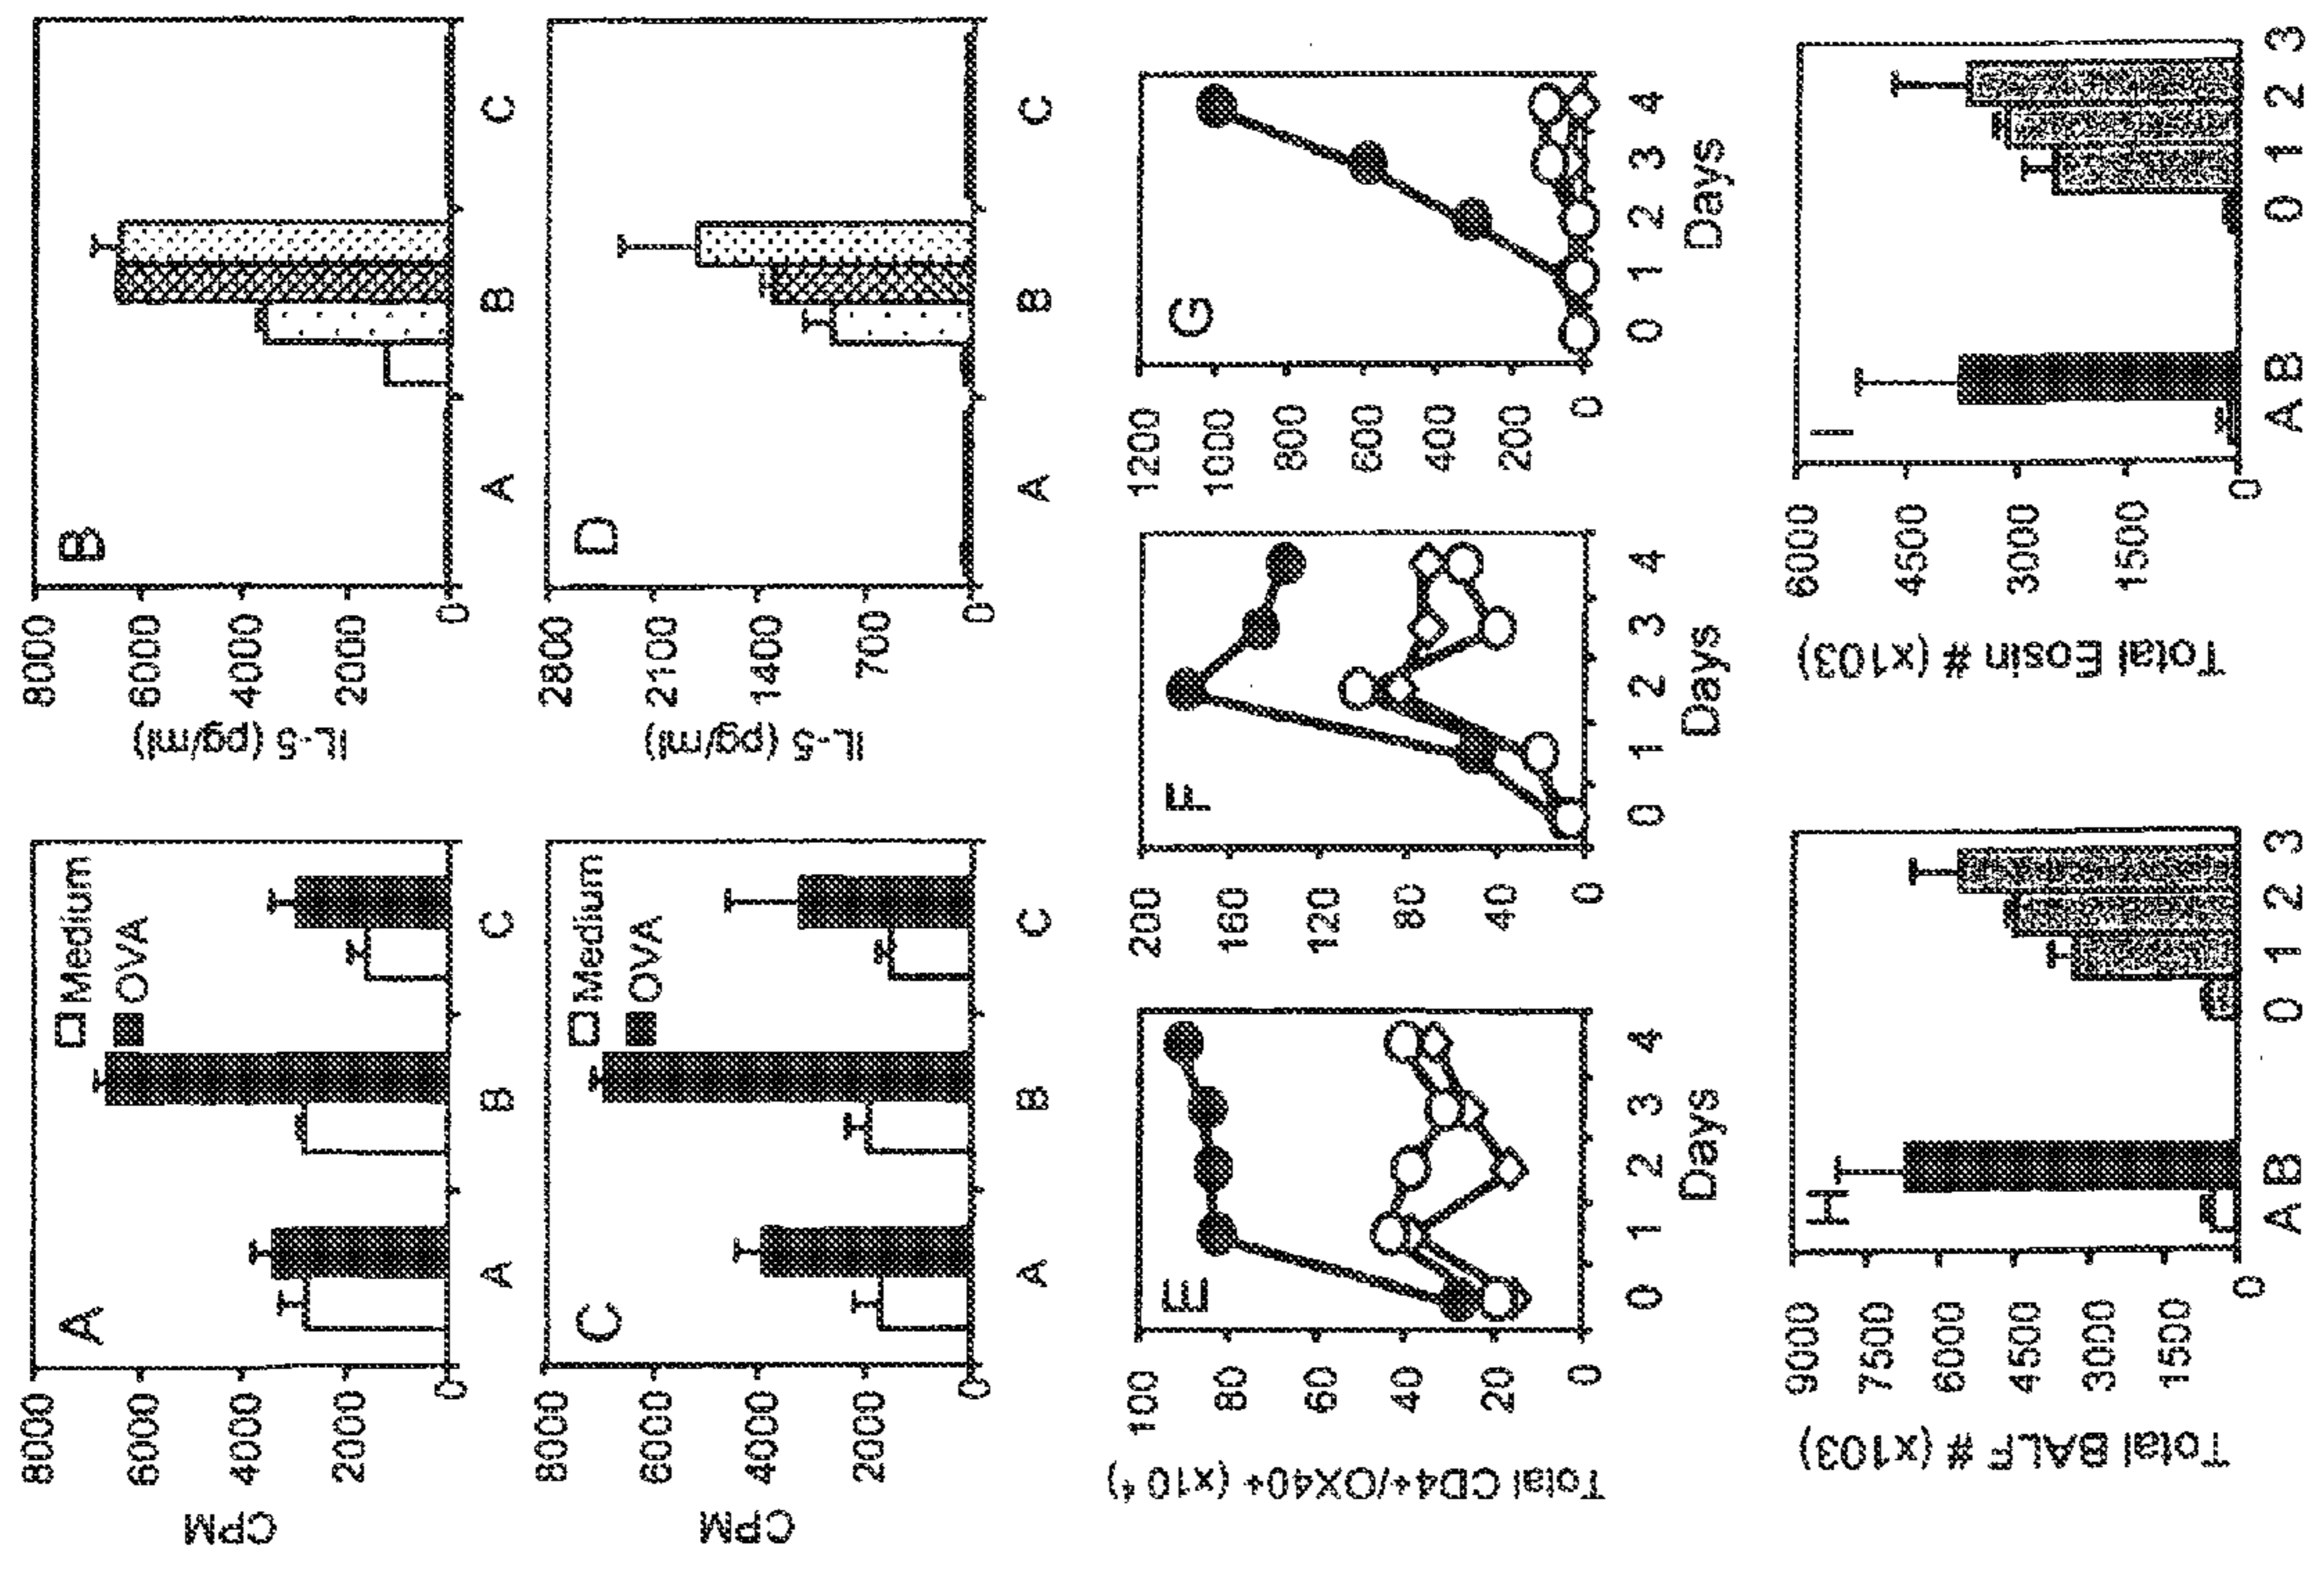 A
8000
6000
4000
2000
0
CPM
Medium
OVA
A B C
B
8000
6000
4000
2000
0
IL-5 (pg/ml)
A B C
C
8000
6000
4000
2000
0
CPM
Medium
OVA
A B C
D
2800
2100
1400
700
0
IL-5 (pg/ml)
A B C
Total CD4+/OX40+ (x10 4)
E
100
80
60
40
20
0
0 1 2 3 4
Days
F
200
160
120
80
40
0
0 1 2 3 4
Days
G
1200
1000
800
600
400
200
0
0 1 2 3 4
Days
H
9000
7500
6000
4500
3000
1500
0
Total BALF # (x103)
A B 0 1 2 3
I
6000
4500
3000
1500
0
Total Eosin # (x103)
A B 0 1 2 3